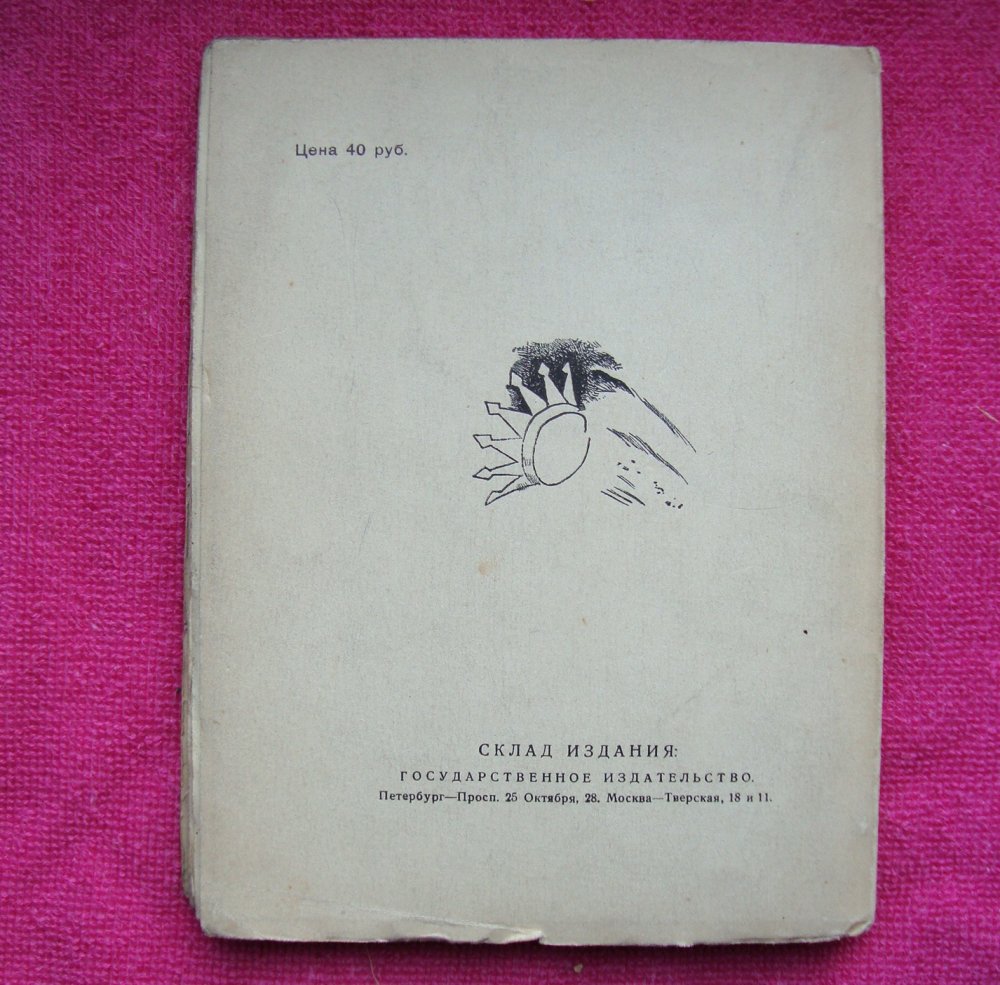 Цена 40 руб.
СКЛАД ИЗДАНИЯ:
ГОСУДАРСТВЕННОЕ ИЗДАТЕЛЬСТВО.
Петербург—Просп. 25 Октября, 28. Москва—Тверская, 18 и 11.